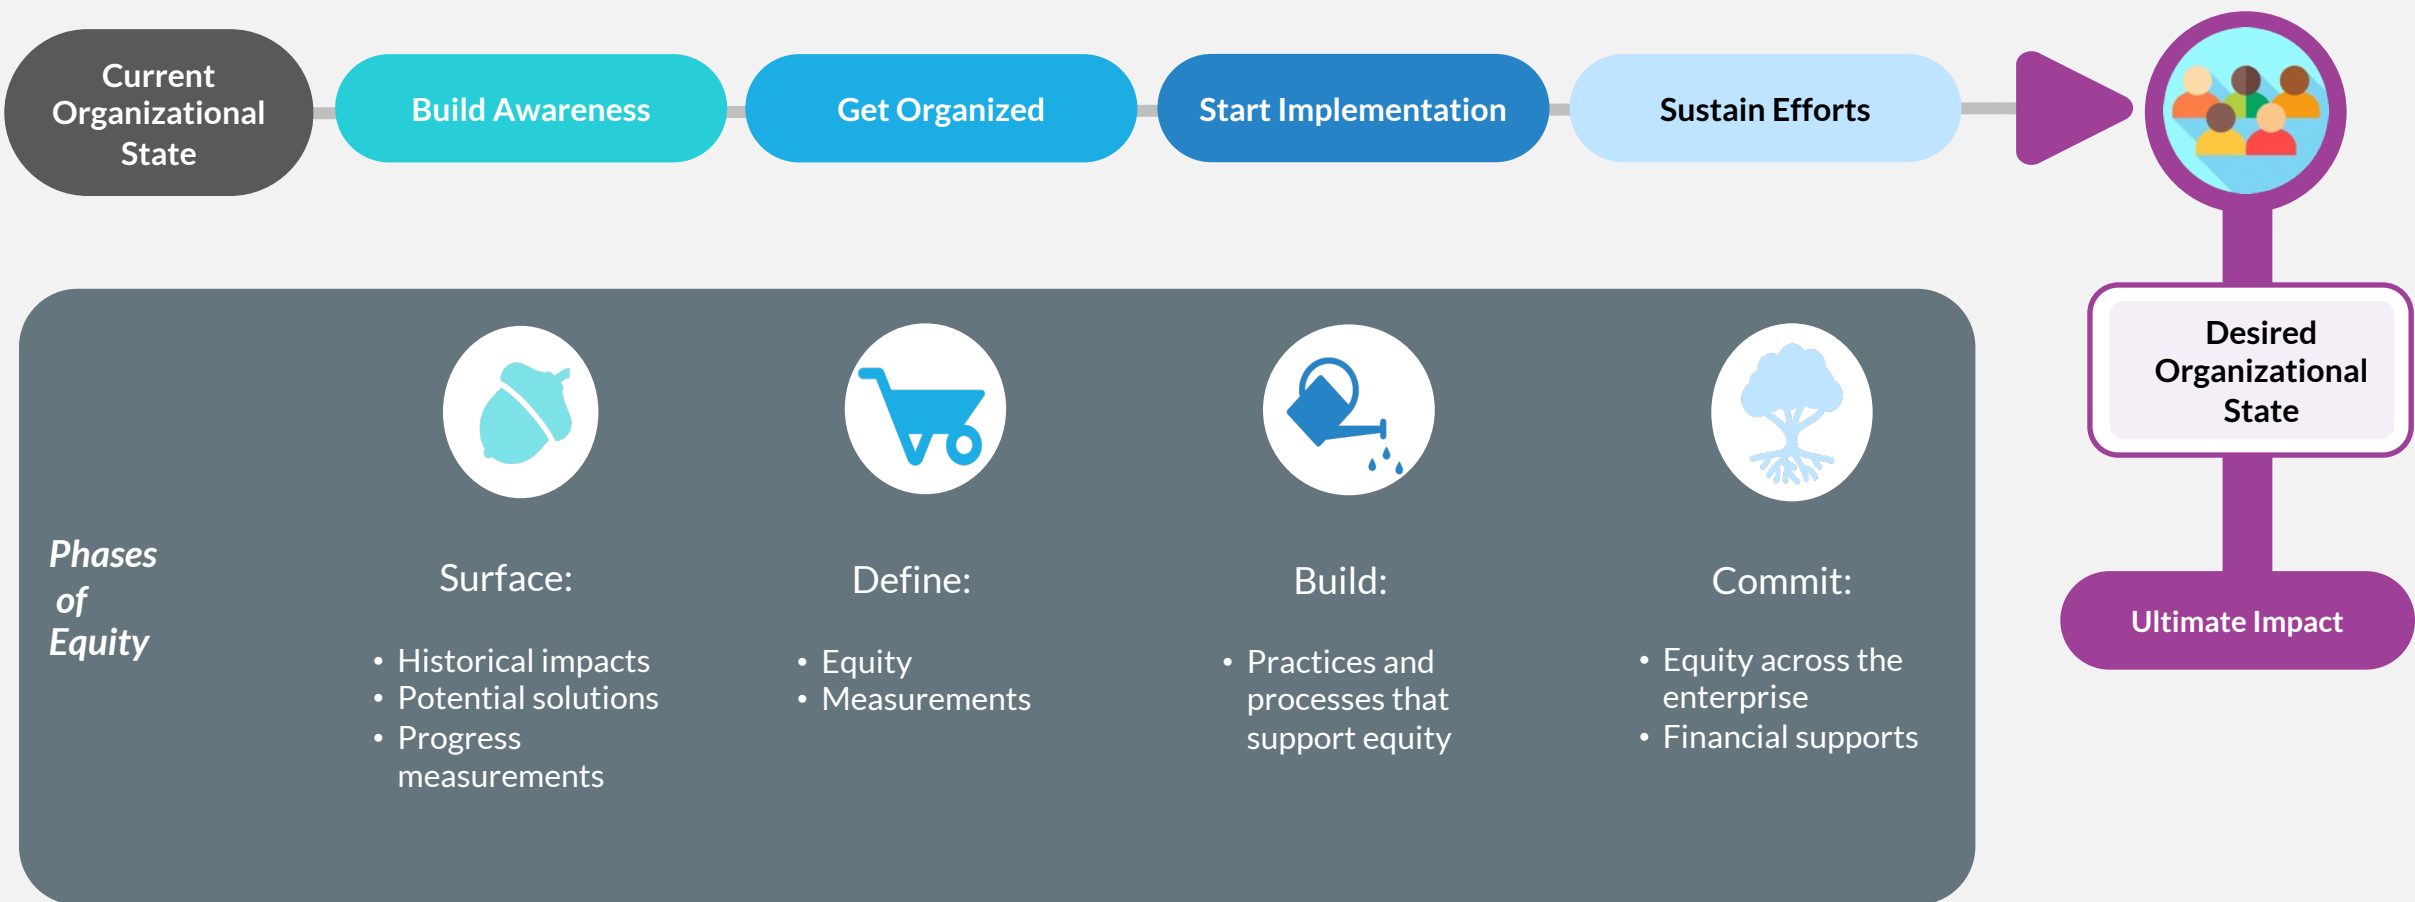 Current
Organizational
State
Build Awareness
Get Organized
Start Implementation
Sustain Efforts
Desired
Organizational
State
Ultimate Impact
Phases
of
Equity
Surface:
• Historical impacts
• Potential solutions
• Progress
measurements
Define:
• Equity
• Measurements
Build:
• Practices and
processes that
support equity
Commit:
• Equity across the
enterprise
• Financial supports